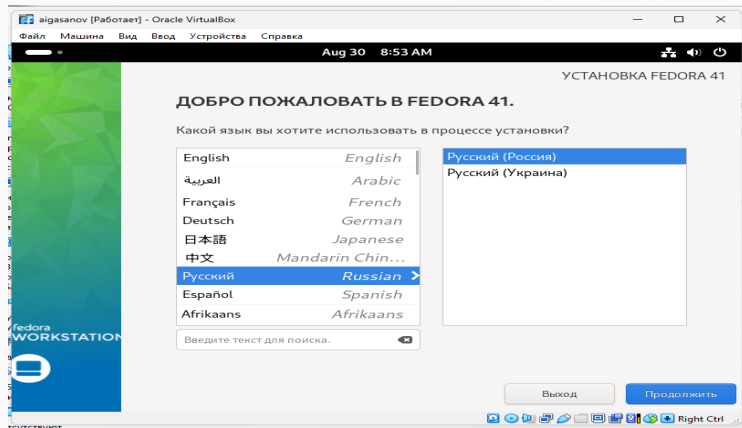 aigasanov [Работает] - Oracle VirtualBox
Файл Машина Вид Ввод Устройства Справка
Aug 30 8:53 AM
УСТАНОВКА FEDORA 41
ДОБРО ПОЖАЛОВАТЬ В FEDORA 41.
Какой язык вы хотите использовать в процессе установки?
English English
العربية Arabic
Français French
Deutsch German
日本語 Japanese
中文 Mandarin Chin...
Русский Russian
Español Spanish
Afrikaans Afrikaans
Введите текст для поиска.
Русский (Россия)
Русский (Украина)
fedora
WORKSTATION
Выход Продолжить
Right Ctrl